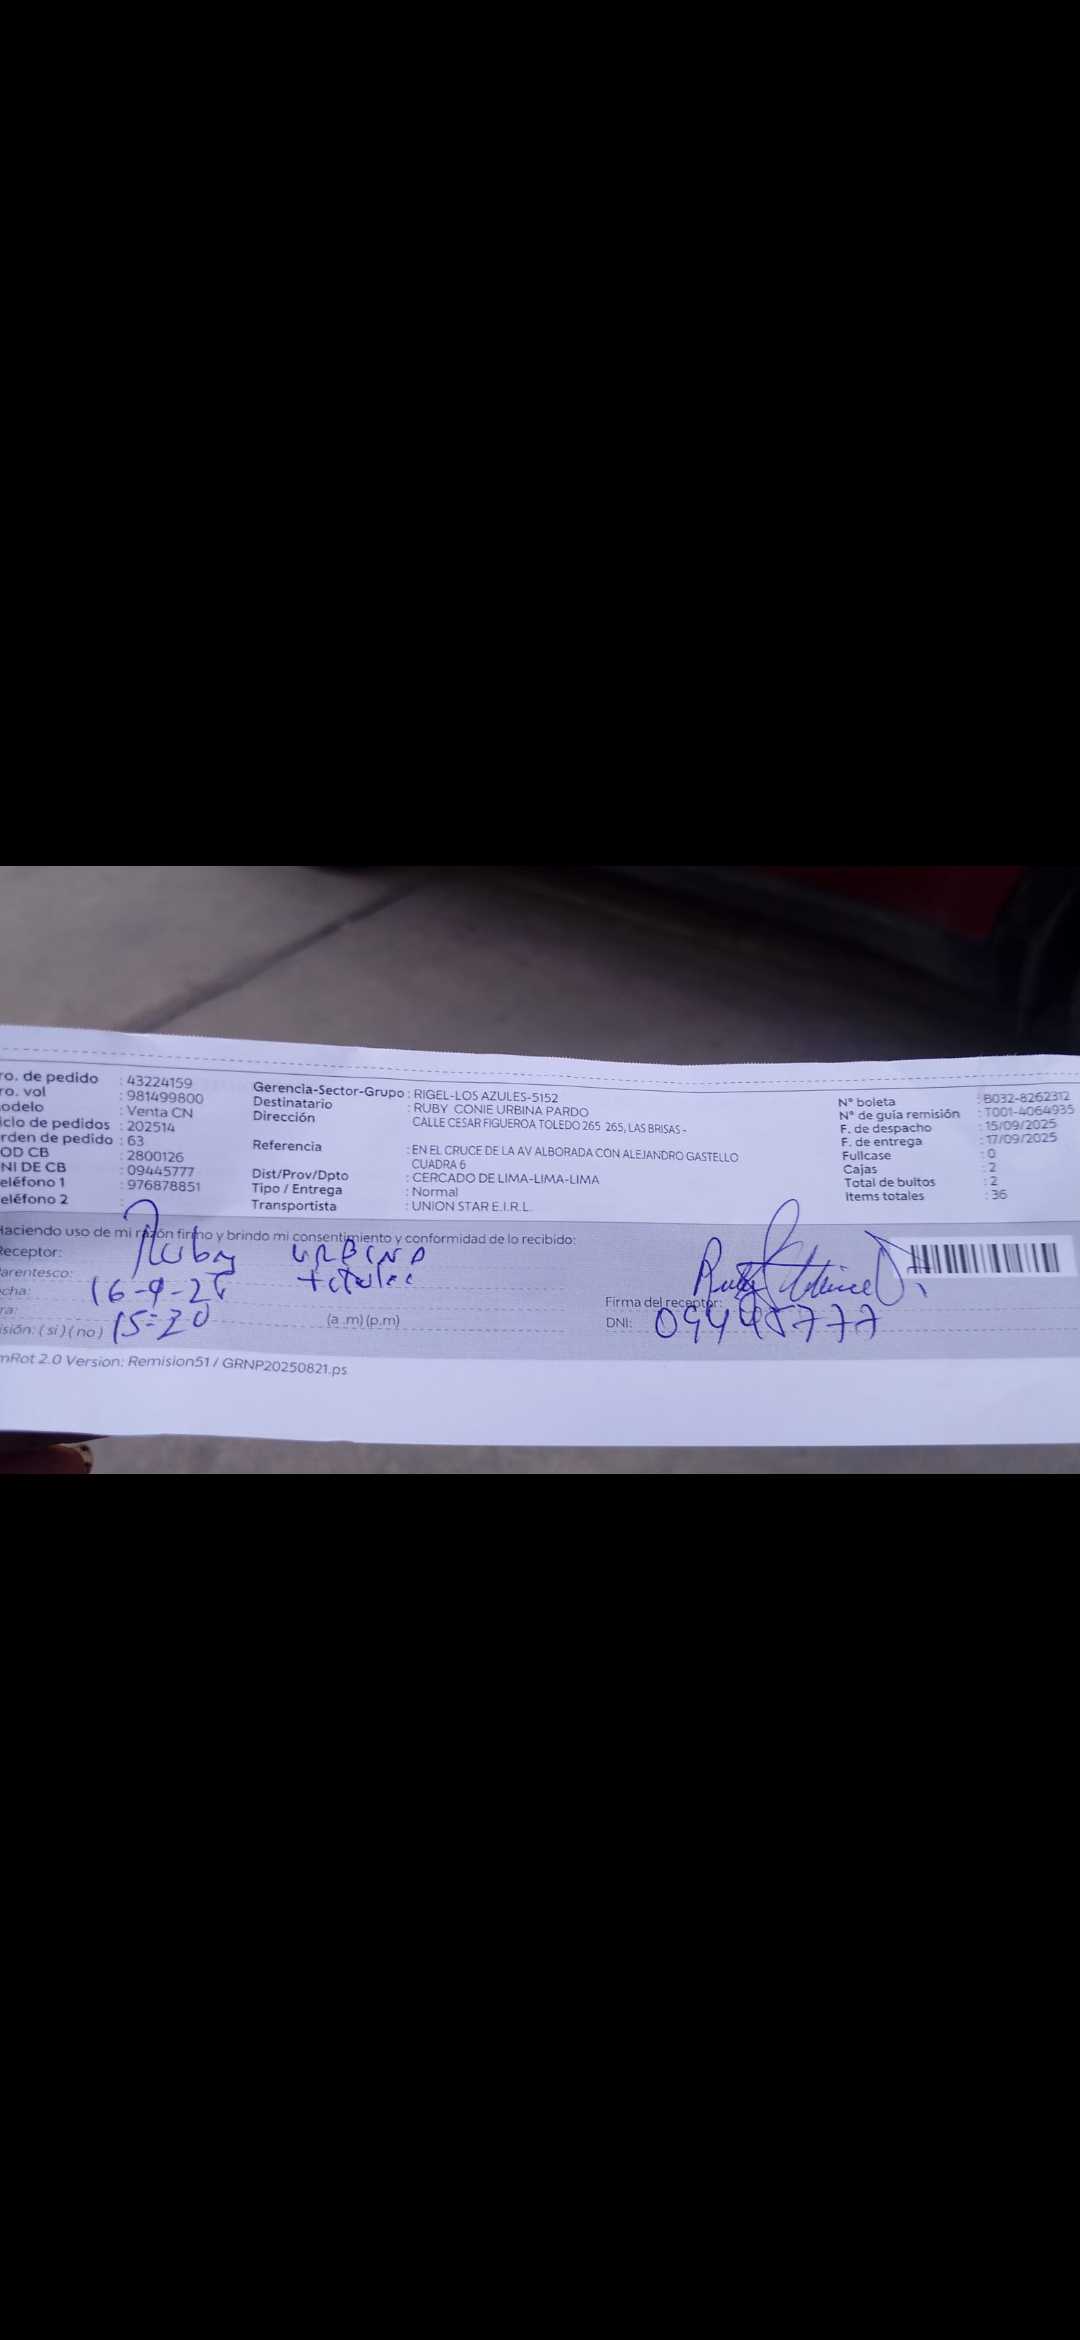 ro. de pedido : 43224159
ro. vol : 981499800
odelo : Venta CN
iclo de pedidos : 202514
rden de pedido : 63
OD CB : 2800126
NI DE CB : 09445777
eléfono 1 : 976878851
eléfono 2 :
Gerencia-Sector-Grupo : RIGEL-LOS AZULES-5152
Destinatario : RUBY CONIE URBINA PARDO
Dirección CALLE CESAR FIGUEROA TOLEDO 265 265, LAS BRISAS -
Referencia : EN EL CRUCE DE LA AV ALBORADA CON ALEJANDRO GASTELLO
CUADRA 6
Dist/Prov/Dpto : CERCADO DE LIMA-LIMA-LIMA
Tipo / Entrega : Normal
Transportista : UNION STAR E.I.R.L.
N° boleta : B032-8262312
N° de guía remisión : T001-4064935
F. de despacho : 15/09/2025
F. de entrega : 17/09/2025
Fullcase : 0
Cajas : 2
Total de bultos : 2
Items totales : 36
Haciendo uso de mi razón firmo y brindo mi consentimiento y conformidad de lo recibido:
Receptor: Ruby URBINA
arentesco: titular
cha: 16-9-25
ra: 15:20 (a .m) (p.m)
isión: ( si ) ( no )
Firma del receptor:
DNI: 09445777
mRot 2.0 Version: Remision51 / GRNP20250821.ps